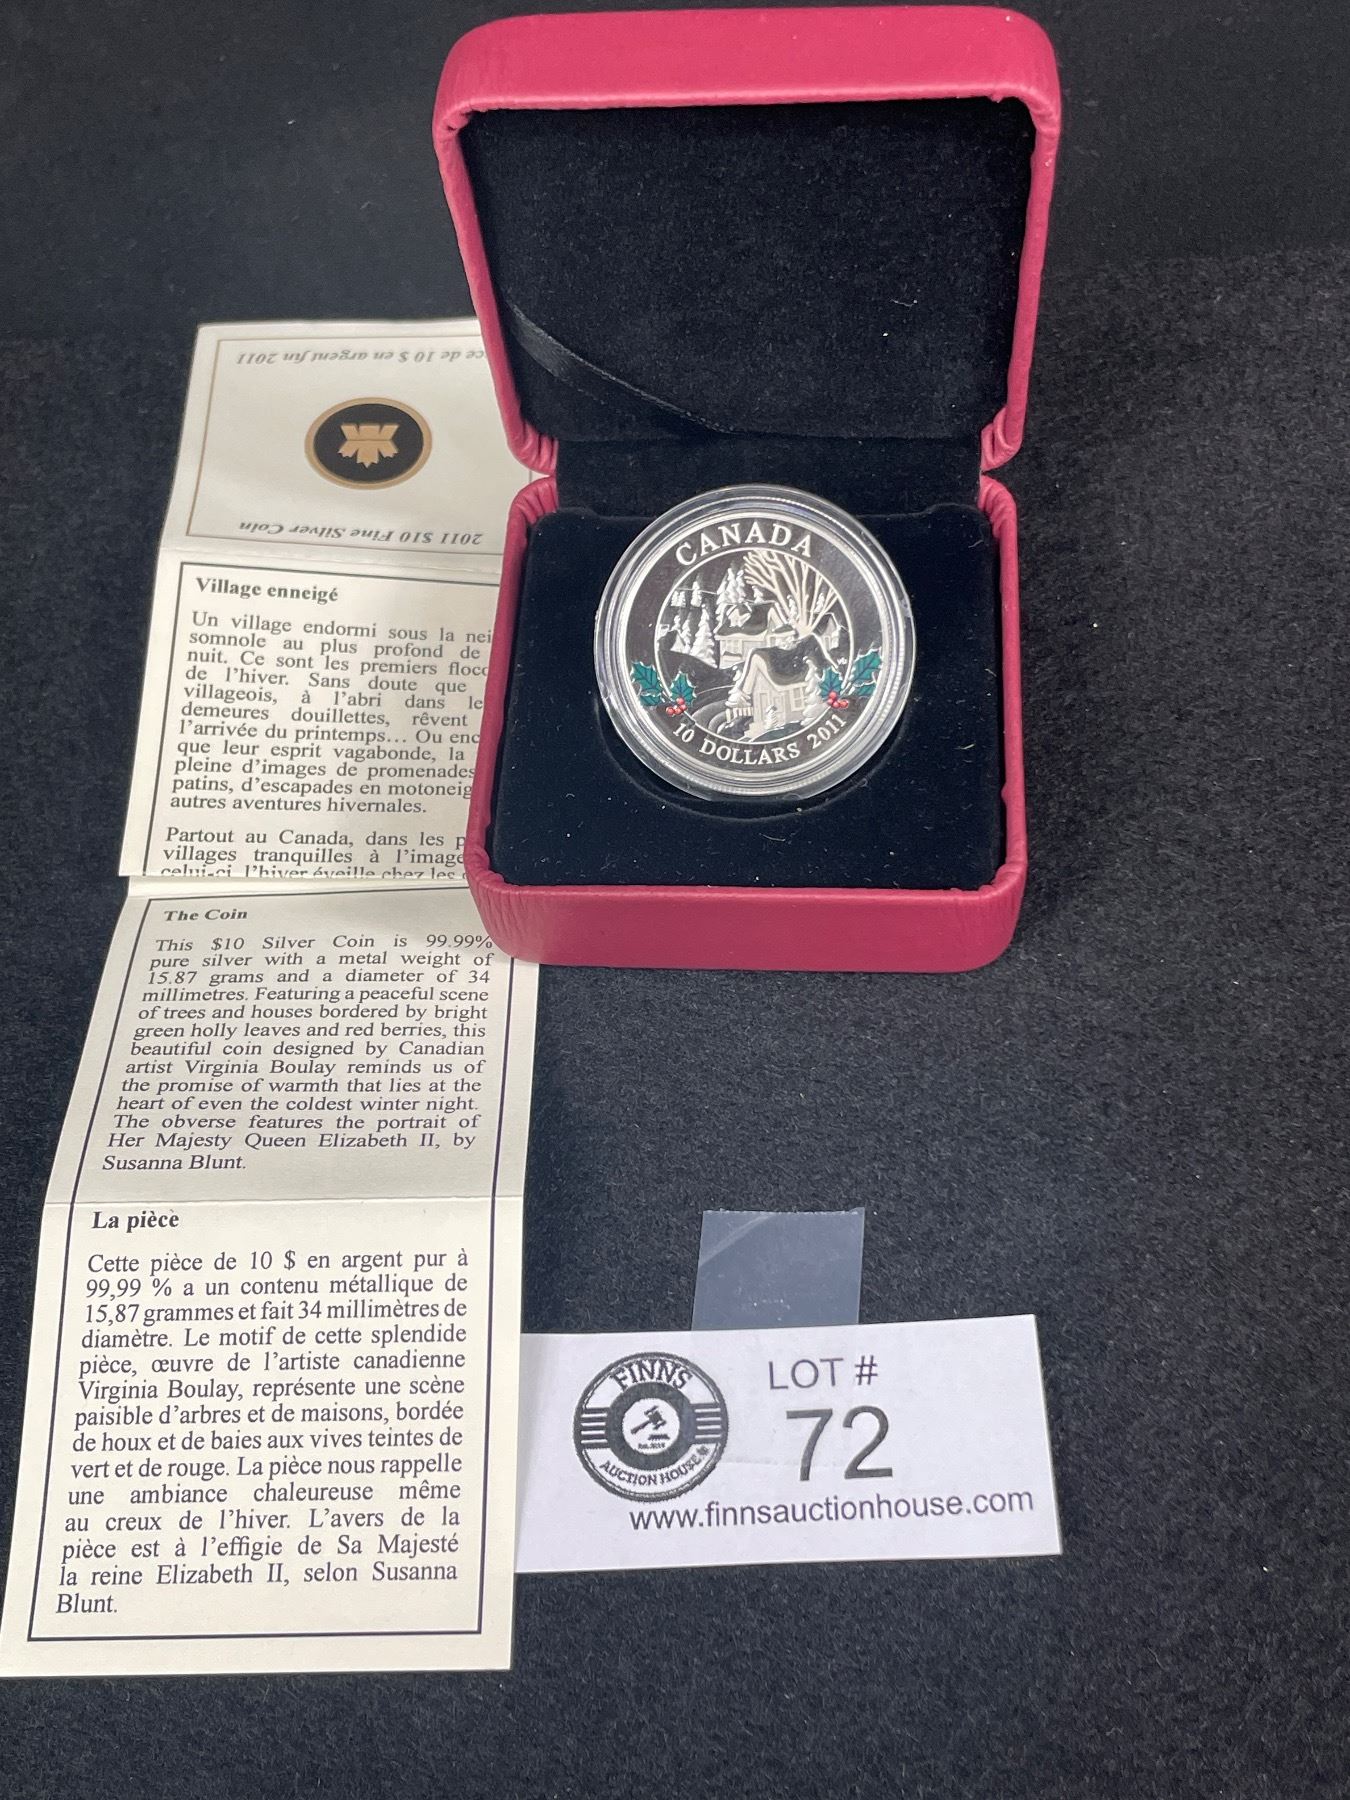 ce de 10 $ en argent fin 2011
2011 $10 Fine Silver Coin
Village enneigé
Un village endormi sous la nei
somnole au plus profond de
nuit. Ce sont les premiers floco
de l'hiver. Sans doute que
villageois, à l'abri dans le
demeures douillettes, rêvent
l'arrivée du printemps... Ou enc
que leur esprit vagabonde, la
pleine d'images de promenades
patins, d'escapades en motoneig
autres aventures hivernales.
Partout au Canada, dans les p
villages tranquilles à l'image
celui-ci l'hiver éveille chez les
The Coin
This $10 Silver Coin is 99.99%
pure silver with a metal weight of
15.87 grams and a diameter of 34
millimetres. Featuring a peaceful scene
of trees and houses bordered by bright
green holly leaves and red berries, this
beautiful coin designed by Canadian
artist Virginia Boulay reminds us of
the promise of warmth that lies at the
heart of even the coldest winter night.
The obverse features the portrait of
Her Majesty Queen Elizabeth II, by
Susanna Blunt.
La pièce
Cette pièce de 10 $ en argent pur à
99,99 % a un contenu métallique de
15,87 grammes et fait 34 millimètres de
diamètre. Le motif de cette splendide
pièce, œuvre de l'artiste canadienne
Virginia Boulay, représente une scène
paisible d'arbres et de maisons, bordée
de houx et de baies aux vives teintes de
vert et de rouge. La pièce nous rappelle
une ambiance chaleureuse même
au creux de l'hiver. L'avers de la
pièce est à l'effigie de Sa Majesté
la reine Elizabeth II, selon Susanna
Blunt.
CANADA
VB
10 DOLLARS 2011
FINNS
AUCTION HOUSE
LOT #
72
www.finnsauctionhouse.com